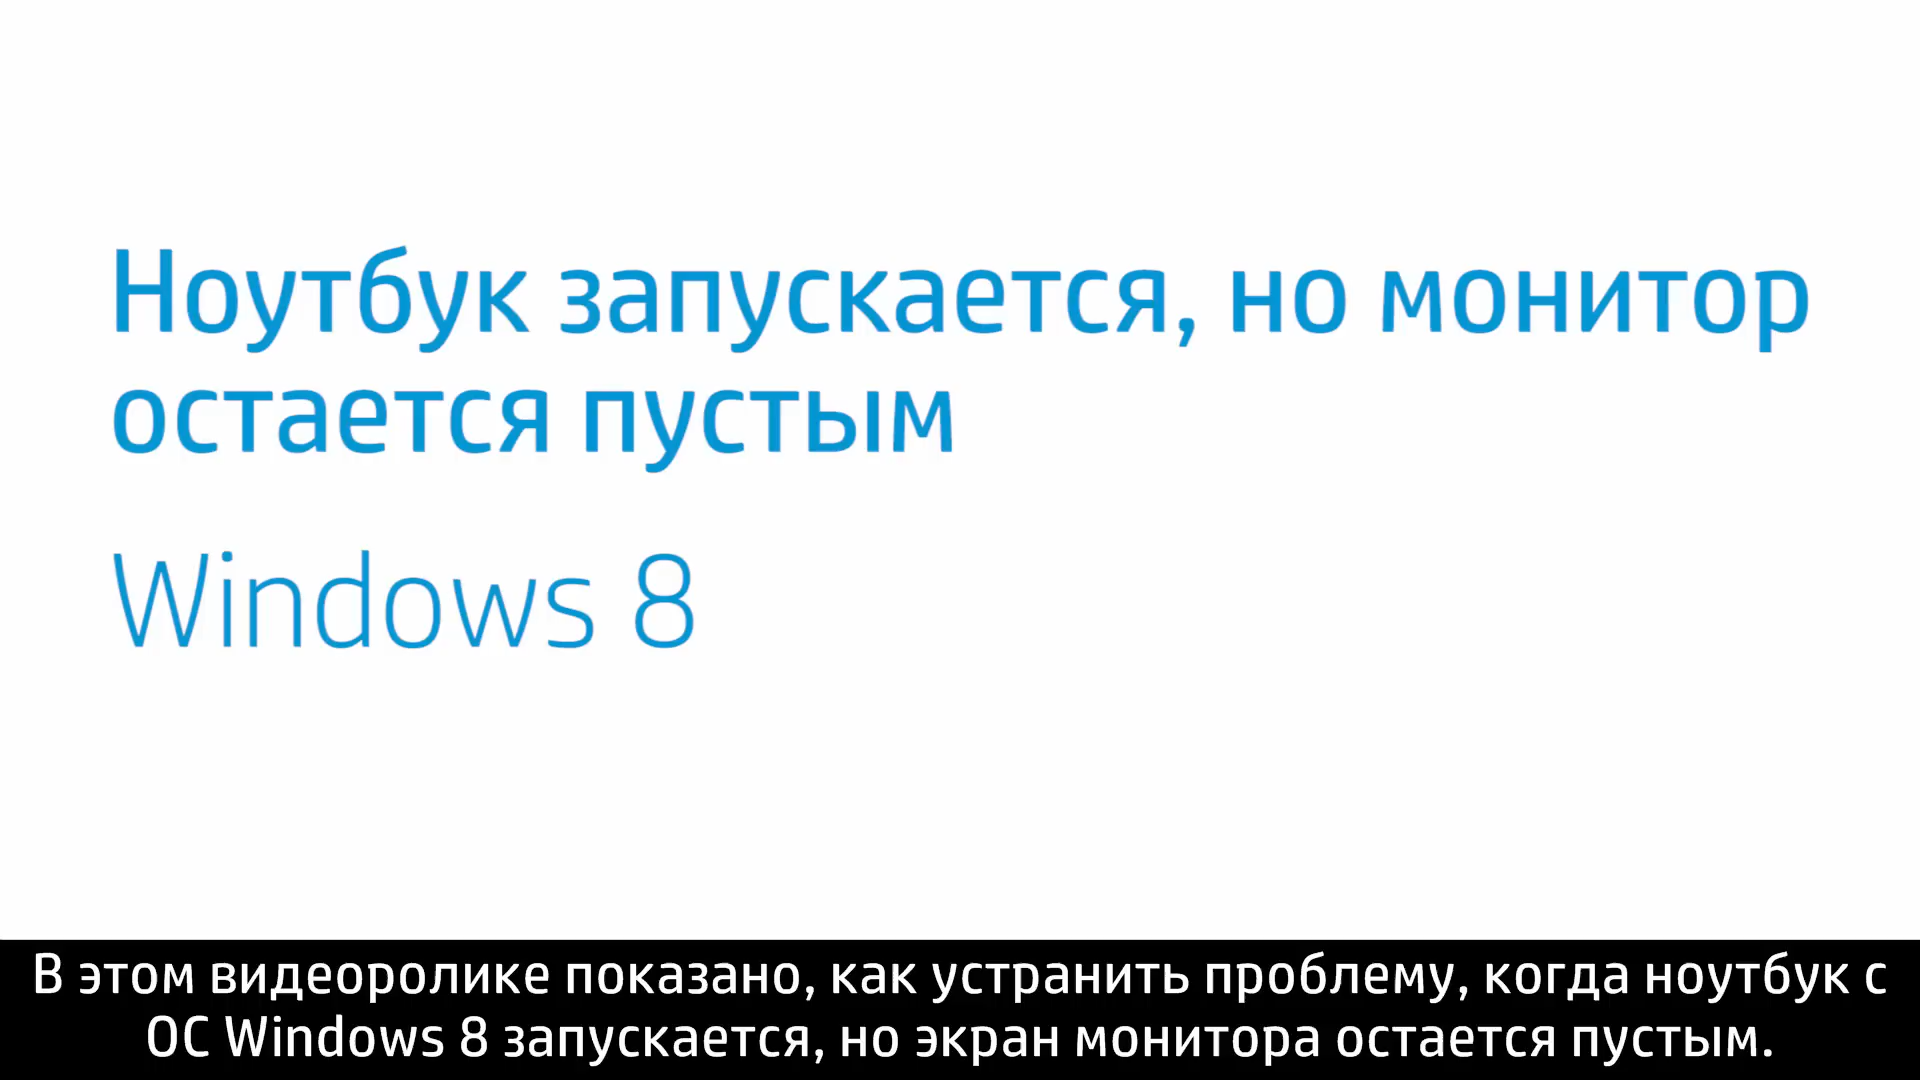 Ноутбук запускается, но монитор
остается пустым
Windows 8
В этом видеоролике показано, как устранить проблему, когда ноутбук с
ОС Windows 8 запускается, но экран монитора остается пустым.